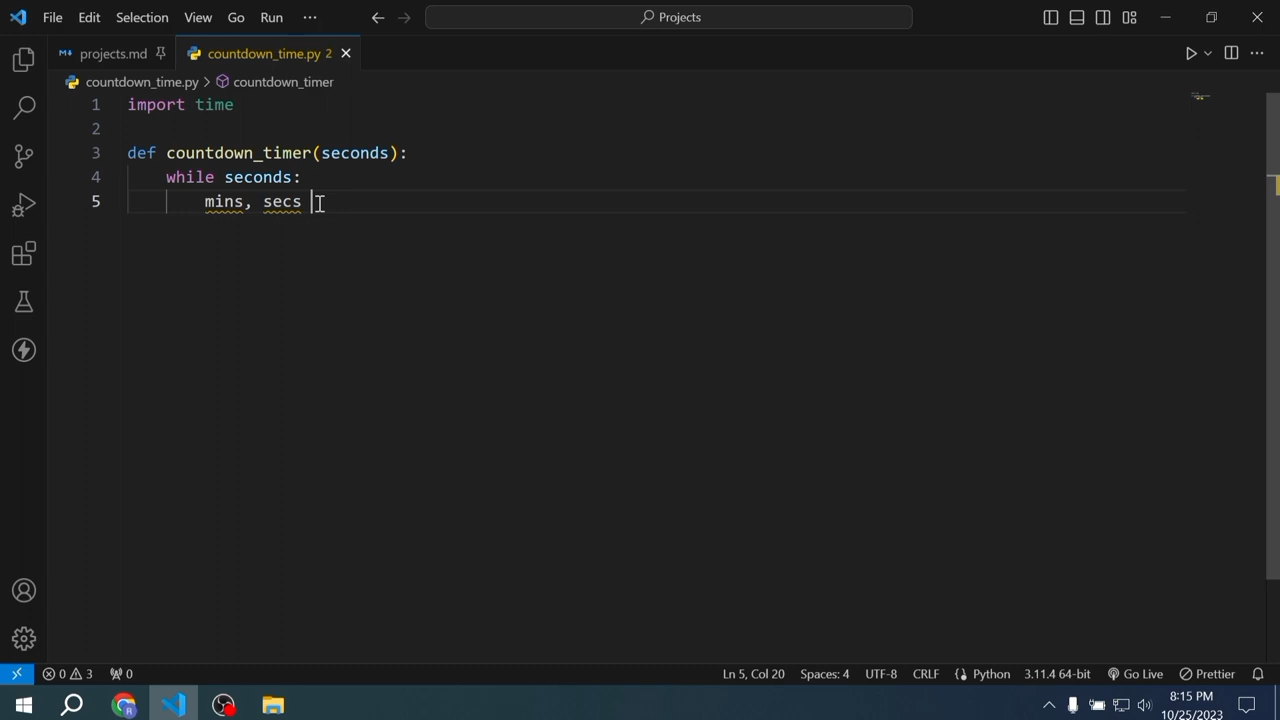 File Edit Selection View Go Run ··· Projects
projects.md countdown_time.py 2
countdown_time.py > countdown_timer
1 import time
2
3 def countdown_timer(seconds):
4 while seconds:
5 mins, secs
0 3 0 Ln 5, Col 20 Spaces: 4 UTF-8 CRLF Python 3.11.4 64-bit Go Live Prettier
8:15 PM
10/25/2023